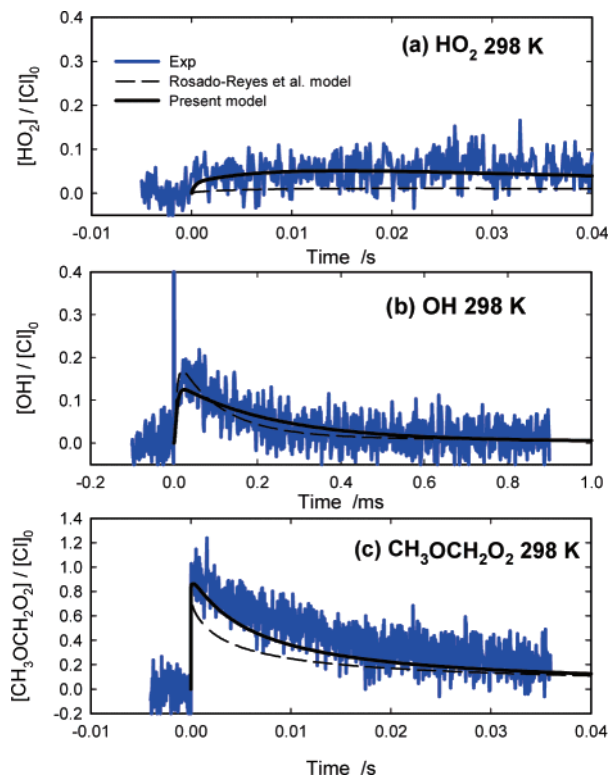 0.4
(a) HO2 298 K
Exp
Rosado-Reyes et al. model
Present model
0.3
0.2
0.1
0.0
[HO2] / [Cl]0
-0.01 0.00 0.01 0.02 0.03 0.04
Time /s
0.4
(b) OH 298 K
0.3
0.2
0.1
0.0
[OH] / [Cl]0
-0.2 0.0 0.2 0.4 0.6 0.8 1.0
Time /ms
1.4
(c) CH3OCH2O2 298 K
1.2
1.0
0.8
0.6
0.4
0.2
0.0
-0.2
[CH3OCH2O2] / [Cl]0
-0.01 0.00 0.01 0.02 0.03 0.04
Time /s